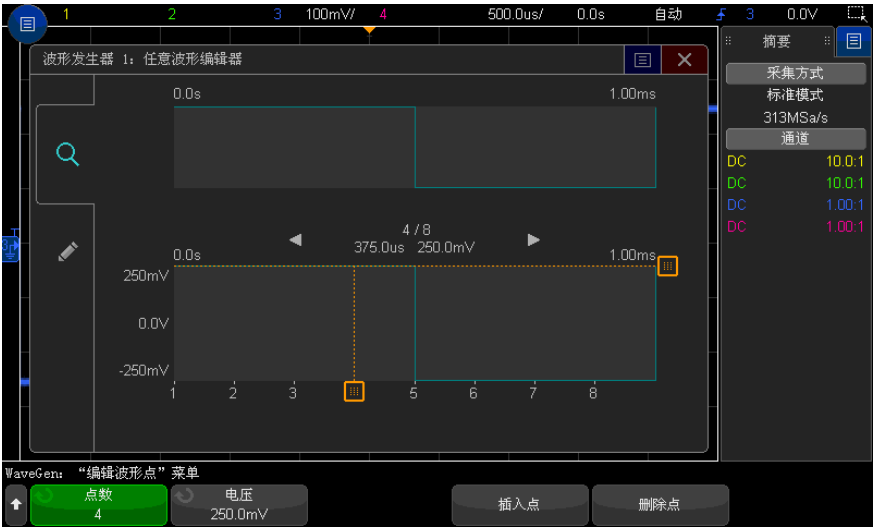 1 2 3 100mV/ 4 500.0us/ 0.0s 自动 3 0.0V
摘要
波形发生器 1: 任意波形编辑器
采集方式
标准模式
313MSa/s
通道
DC 10.0:1
DC 10.0:1
DC 1.00:1
DC 1.00:1
0.0s 1.00ms
4 / 8
375.0us 250.0mV
0.0s 1.00ms
250mV
0.0V
-250mV
1 2 3 5 6 7 8
3
WaveGen: “编辑波形点”菜单
点数
4
电压
250.0mV
插入点
删除点